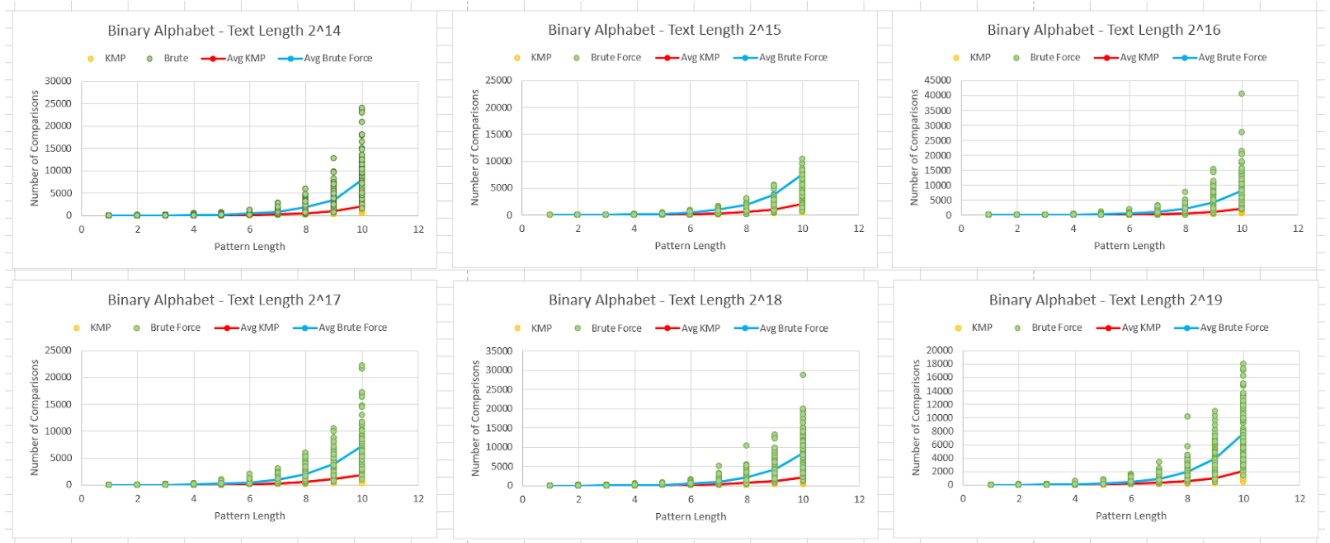 Binary Alphabet - Text Length 2^14
KMP Brute Avg KMP Avg Brute Force
Number of Comparisons
30000
25000
20000
15000
10000
5000
0
0 2 4 6 8 10 12
Pattern Length
Binary Alphabet - Text Length 2^15
KMP Brute Force Avg KMP Avg Brute Force
Number of Comparisons
25000
20000
15000
10000
5000
0
0 2 4 6 8 10 12
Pattern Length
Binary Alphabet - Text Length 2^16
KMP Brute Force Avg KMP Avg Brute Force
Number of Comparisons
45000
40000
35000
30000
25000
20000
15000
10000
5000
0
0 2 4 6 8 10 12
Pattern Length
Binary Alphabet - Text Length 2^17
KMP Brute Force Avg KMP Avg Brute Force
Number of Comparisons
25000
20000
15000
10000
5000
0
0 2 4 6 8 10 12
Pattern Length
Binary Alphabet - Text Length 2^18
KMP Brute Force Avg KMP Avg Brute Force
Number of Comparisons
35000
30000
25000
20000
15000
10000
5000
0
0 2 4 6 8 10 12
Pattern Length
Binary Alphabet - Text Length 2^19
KMP Brute Force Avg KMP Avg Brute Force
Number of Comparisons
20000
18000
16000
14000
12000
10000
8000
6000
4000
2000
0
0 2 4 6 8 10 12
Pattern Length